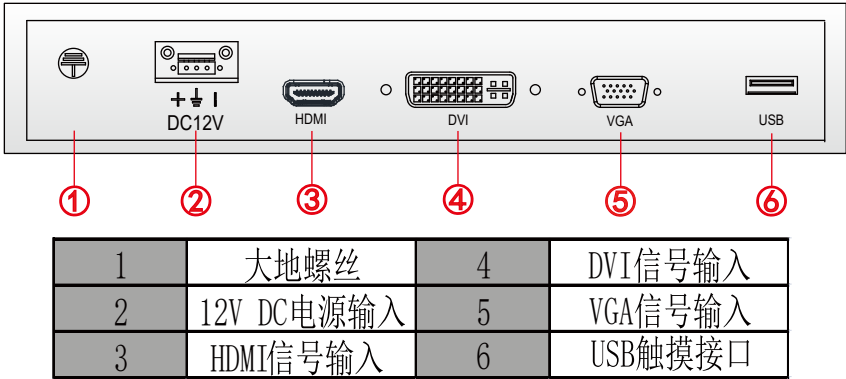 + ⏚ I
DC12V
HDMI
DVI
VGA
USB
① ② ③ ④ ⑤ ⑥
1 大地螺丝 4 DVI信号输入
2 12V DC电源输入 5 VGA信号输入
3 HDMI信号输入 6 USB触摸接口